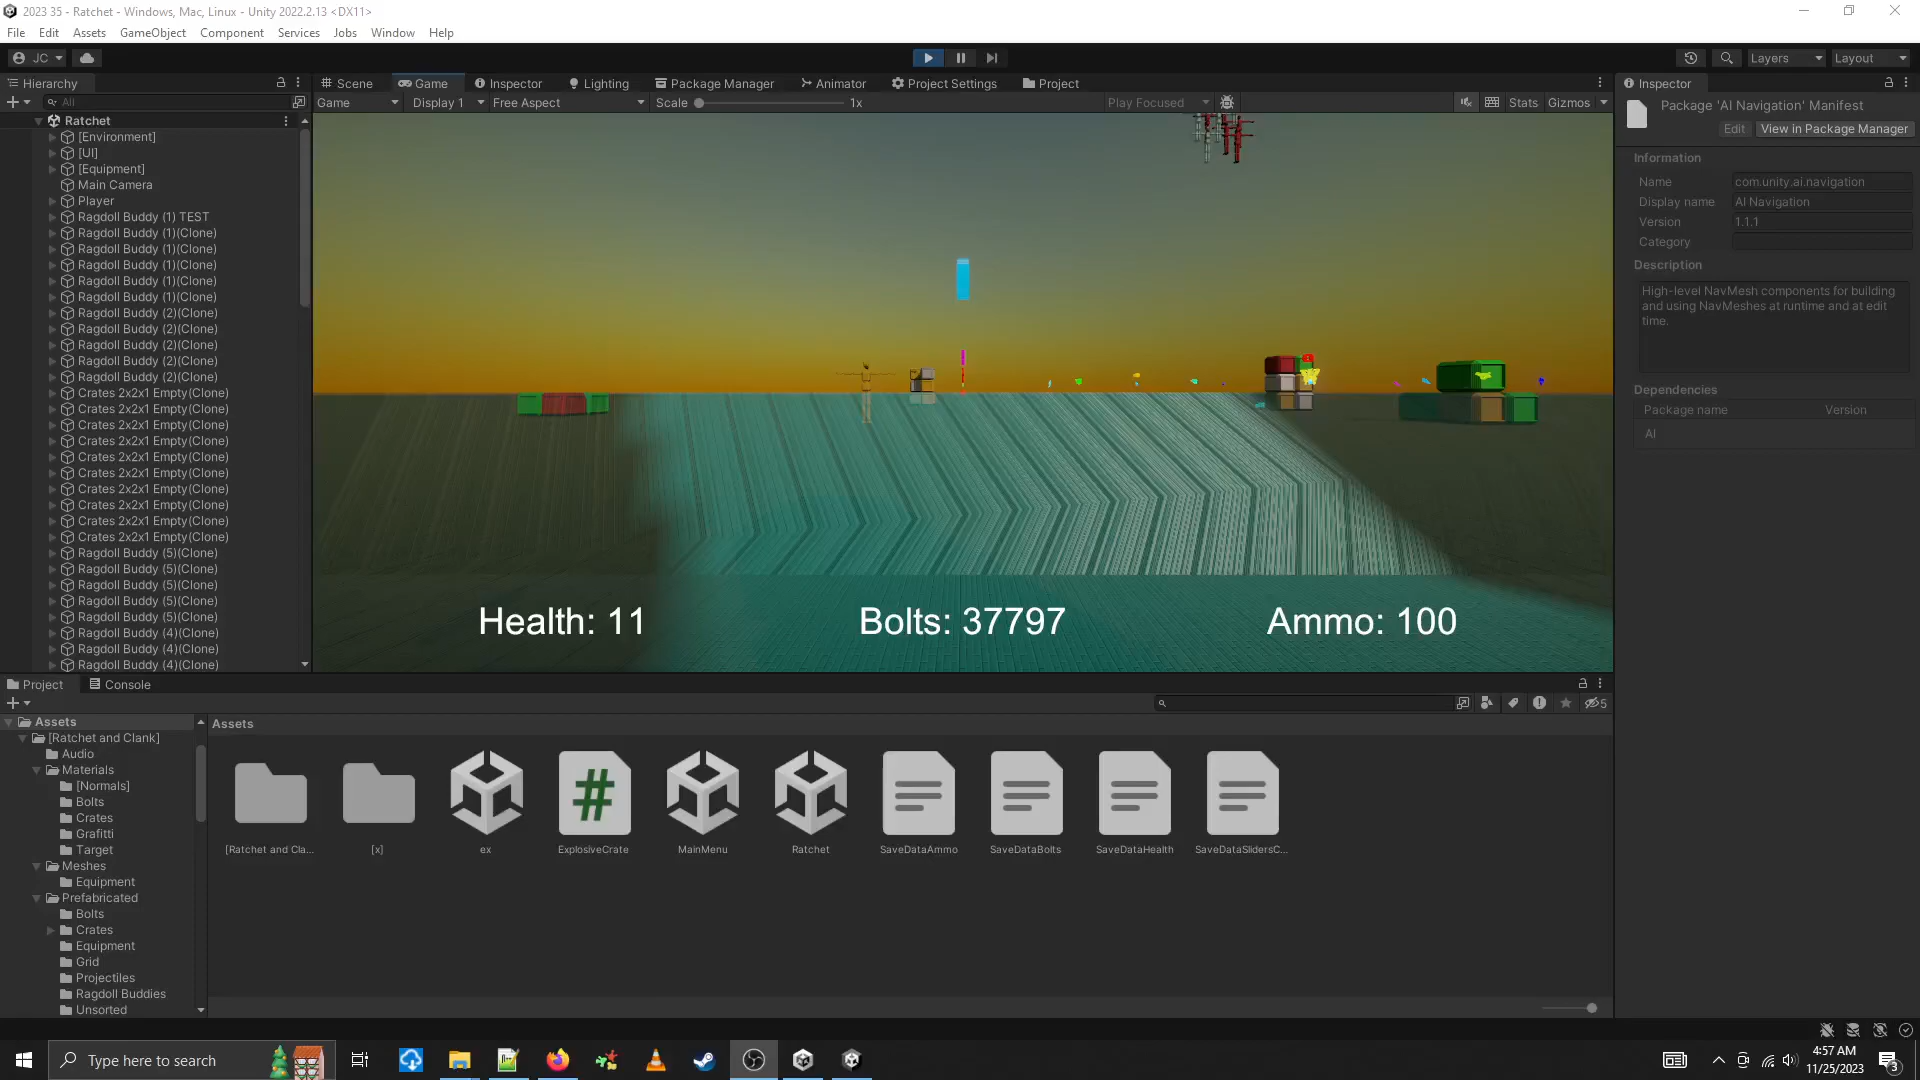 2023 35 - Ratchet - Windows, Mac, Linux - Unity 2022.2.13 <DX11>
File Edit Assets GameObject Component Services Jobs Window Help
JC Layers Layout
Hierarchy Scene Game Inspector Lighting Package Manager Animator Project Settings Project Inspector
All Game Display 1 Free Aspect Scale 1x Play Focused Stats Gizmos
Package 'AI Navigation' Manifest
Edit View in Package Manager
Information
Name com.unity.ai.navigation
Display name AI Navigation
Version 1.1.1
Category
Description
High-level NavMesh components for building
and using NavMeshes at runtime and at edit
time.
Dependencies
Package name Version
AI
Ratchet
[Environment]
[UI]
[Equipment]
Main Camera
Player
Ragdoll Buddy (1) TEST
Ragdoll Buddy (1)(Clone)
Ragdoll Buddy (1)(Clone)
Ragdoll Buddy (1)(Clone)
Ragdoll Buddy (1)(Clone)
Ragdoll Buddy (1)(Clone)
Ragdoll Buddy (2)(Clone)
Ragdoll Buddy (2)(Clone)
Ragdoll Buddy (2)(Clone)
Ragdoll Buddy (2)(Clone)
Ragdoll Buddy (2)(Clone)
Crates 2x2x1 Empty(Clone)
Crates 2x2x1 Empty(Clone)
Crates 2x2x1 Empty(Clone)
Crates 2x2x1 Empty(Clone)
Crates 2x2x1 Empty(Clone)
Crates 2x2x1 Empty(Clone)
Crates 2x2x1 Empty(Clone)
Crates 2x2x1 Empty(Clone)
Crates 2x2x1 Empty(Clone)
Crates 2x2x1 Empty(Clone)
Ragdoll Buddy (5)(Clone)
Ragdoll Buddy (5)(Clone)
Ragdoll Buddy (5)(Clone)
Ragdoll Buddy (5)(Clone)
Ragdoll Buddy (5)(Clone)
Ragdoll Buddy (4)(Clone)
Ragdoll Buddy (4)(Clone)
Ragdoll Buddy (4)(Clone)
Health: 11 Bolts: 37797 Ammo: 100
Project Console
5
Assets
[Ratchet and Clank]
Audio
Materials
[Normals]
Bolts
Crates
Grafitti
Target
Meshes
Equipment
Prefabricated
Bolts
Crates
Equipment
Grid
Projectiles
Ragdoll Buddies
Unsorted
Assets
[Ratchet and Cla... [x] ex ExplosiveCrate MainMenu Ratchet SaveDataAmmo SaveDataBolts SaveDataHealth SaveDataSlidersC...
Type here to search
4:57 AM
11/25/2023
3